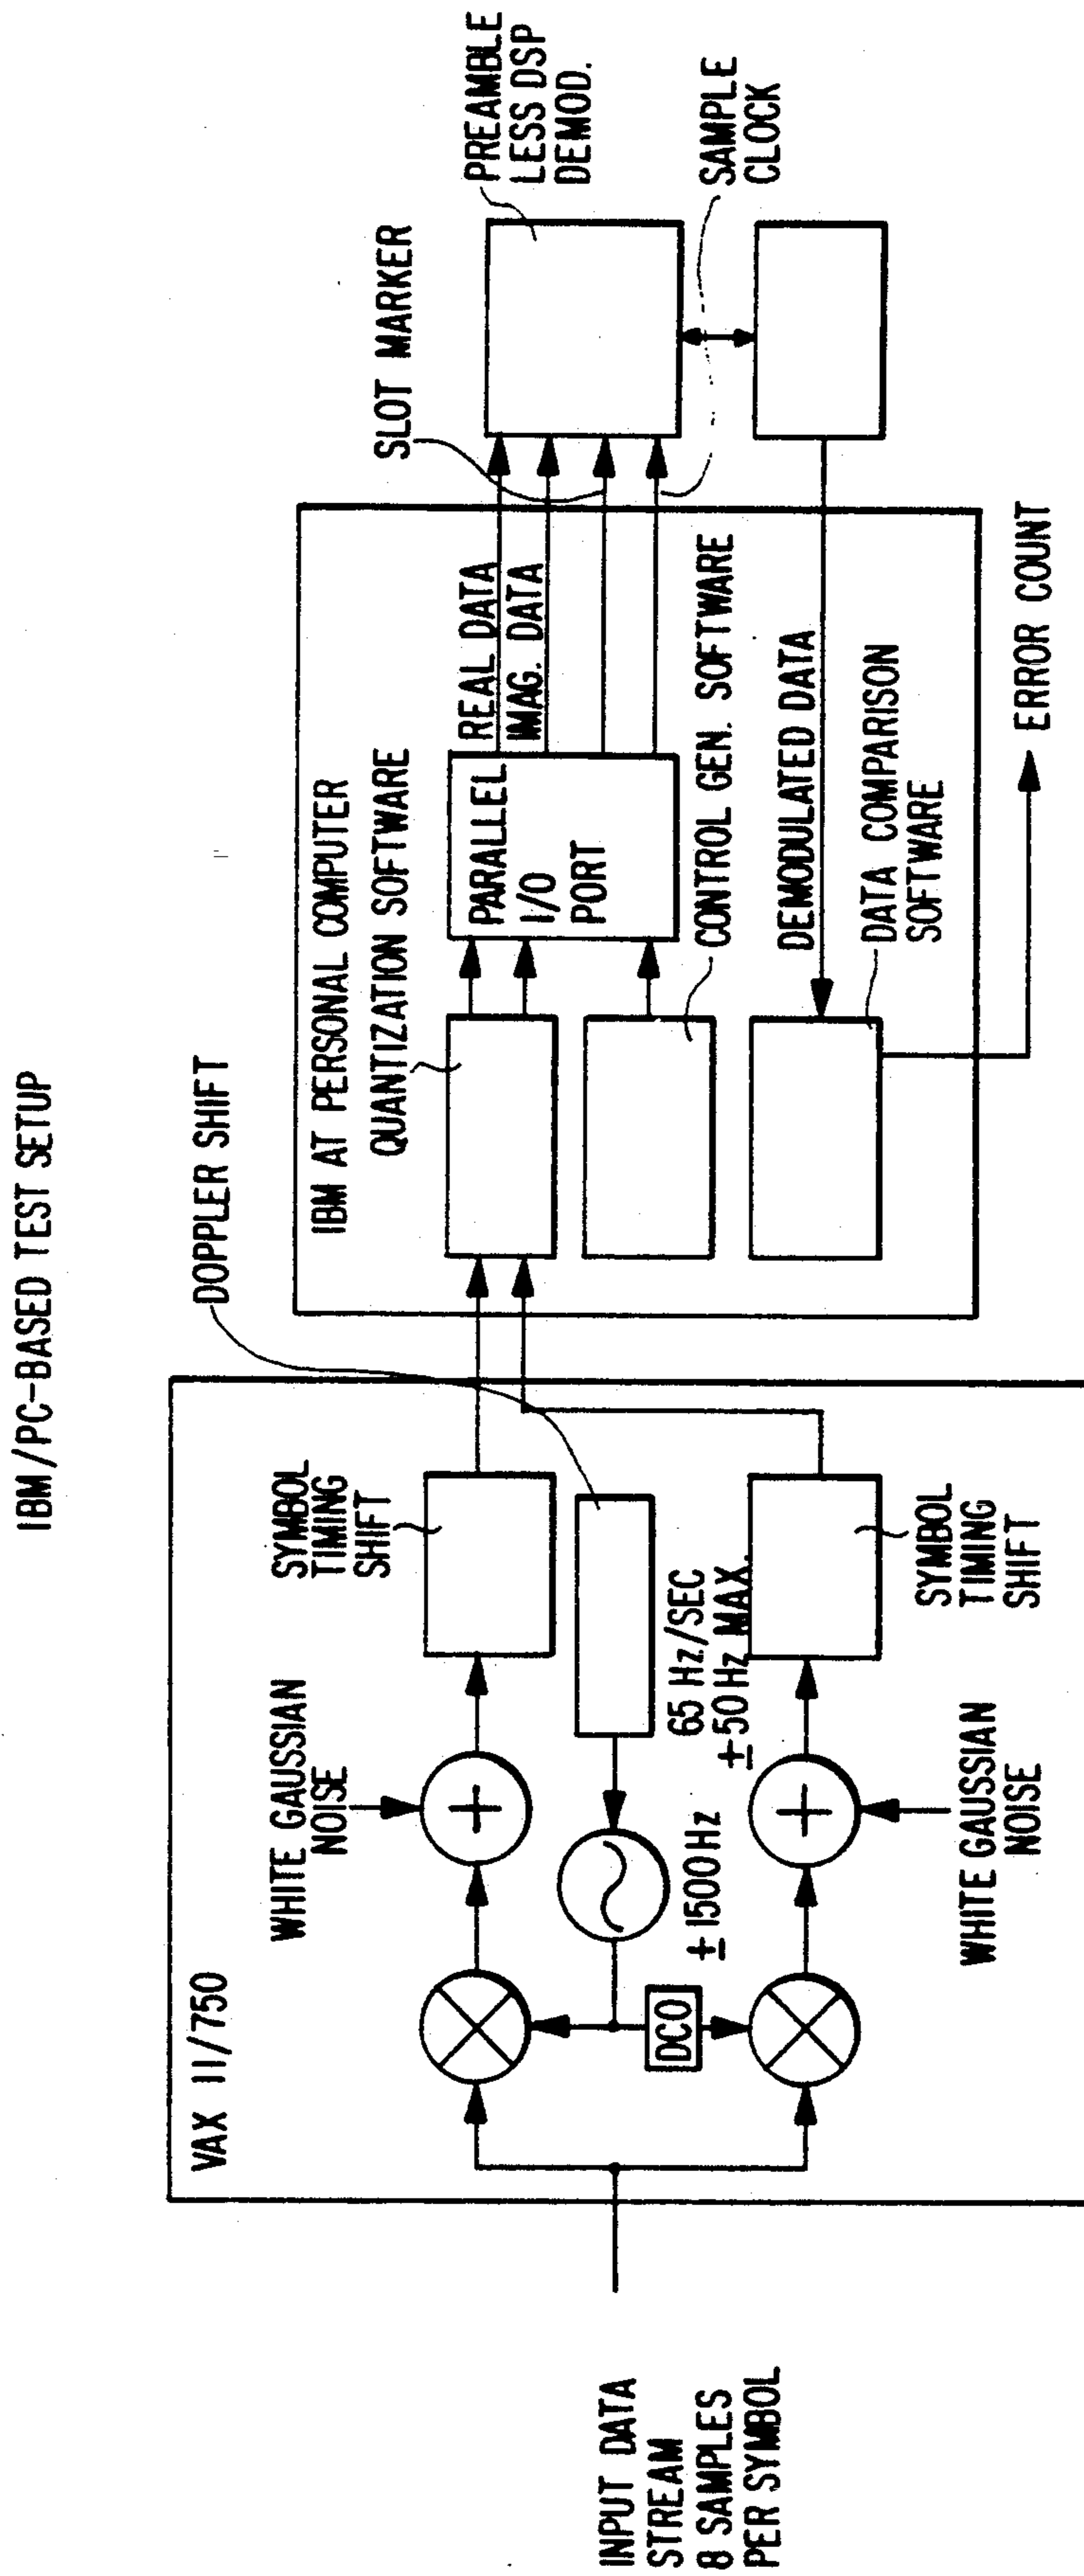 IBM/PC-BASED TEST SETUP
INPUT DATA
STREAM
8 SAMPLES
PER SYMBOL
VAX 11/750
WHITE GAUSSIAN
NOISE
SYMBOL
TIMING
SHIFT
DOPPLER SHIFT
DCO
±1500 Hz
65 Hz/SEC
±50 Hz MAX.
WHITE GAUSSIAN
NOISE
SYMBOL
TIMING
SHIFT
IBM AT PERSONAL COMPUTER
QUANTIZATION SOFTWARE
PARALLEL
I/O
PORT
REAL DATA
IMAG. DATA
CONTROL GEN. SOFTWARE
DEMODULATED DATA
DATA COMPARISON
SOFTWARE
ERROR COUNT
SLOT MARKER
PREAMBLE
LESS DSP
DEMOD.
SAMPLE
CLOCK